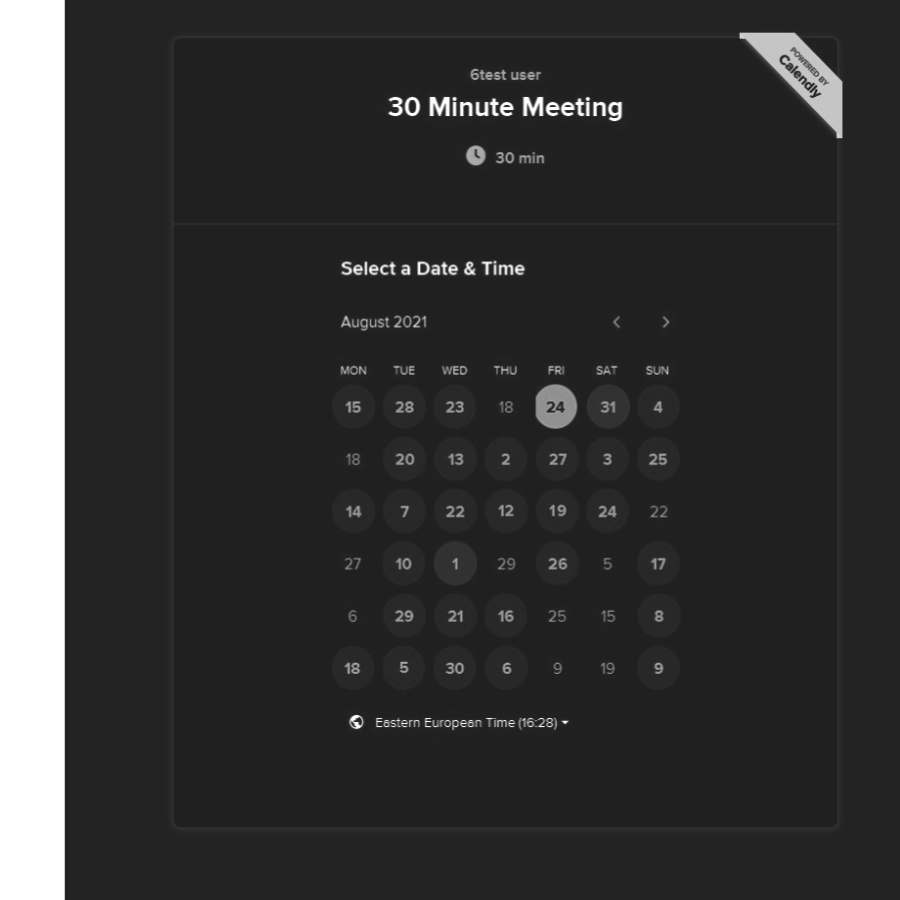 POWERED BY
Calendly
6test user
30 Minute Meeting
30 min
Select a Date & Time
August 2021
MON TUE WED THU FRI SAT SUN
15 28 23 18 24 31 4
18 20 13 2 27 3 25
14 7 22 12 19 24 22
27 10 1 29 26 5 17
6 29 21 16 25 15 8
18 5 30 6 9 19 9
Eastern European Time (16:28)